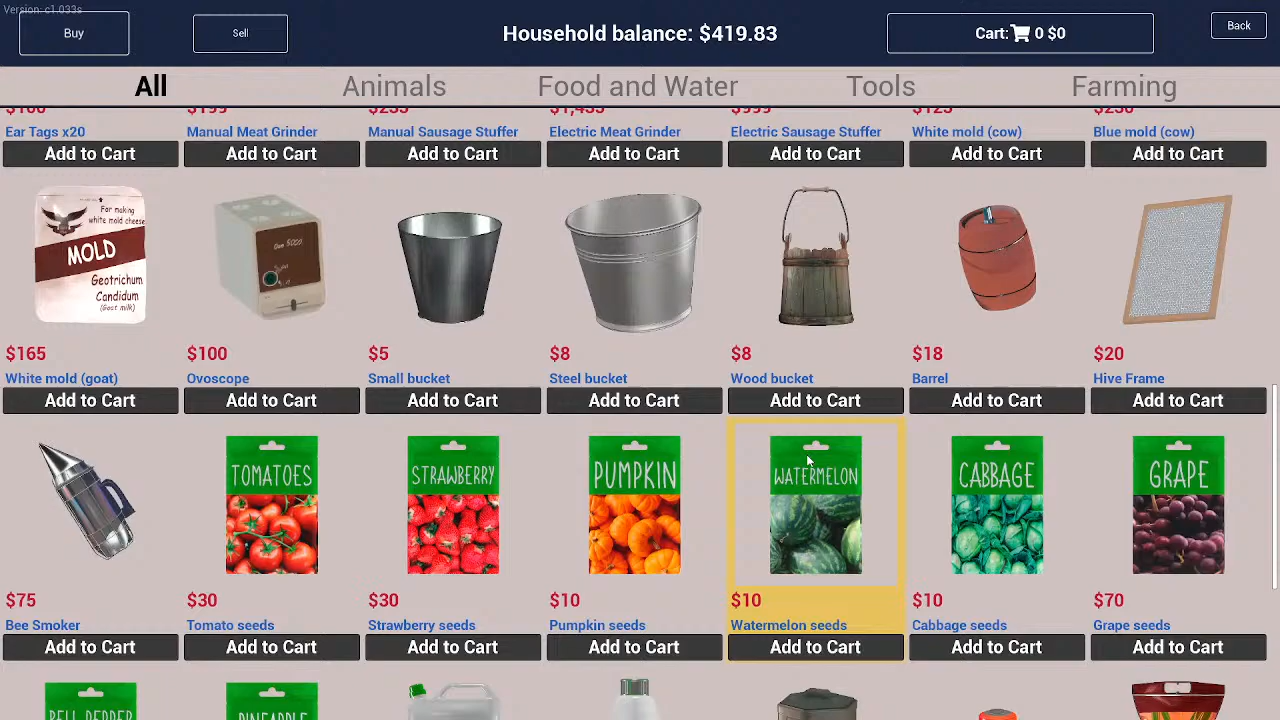 Version: c1.033s
Buy
Sell
Household balance: $419.83
Cart: 0 $0
Back
All
Animals
Food and Water
Tools
Farming
Ear Tags x20
Manual Meat Grinder
Manual Sausage Stuffer
Electric Meat Grinder
Electric Sausage Stuffer
White mold (cow)
Blue mold (cow)
Add to Cart
Add to Cart
Add to Cart
Add to Cart
Add to Cart
Add to Cart
Add to Cart
For making
white mold cheese
MOLD
Geotrichum
Candidum
(Goat milk)
$165
$100
$5
$8
$8
$18
$20
White mold (goat)
Ovoscope
Small bucket
Steel bucket
Wood bucket
Barrel
Hive Frame
Add to Cart
Add to Cart
Add to Cart
Add to Cart
Add to Cart
Add to Cart
Add to Cart
TOMATOES
STRAWBERRY
PUMPKIN
WATERMELON
CABBAGE
GRAPE
$75
$30
$30
$10
$10
$10
$70
Bee Smoker
Tomato seeds
Strawberry seeds
Pumpkin seeds
Watermelon seeds
Cabbage seeds
Grape seeds
Add to Cart
Add to Cart
Add to Cart
Add to Cart
Add to Cart
Add to Cart
Add to Cart
BELL PEPPER
PINEAPPLE